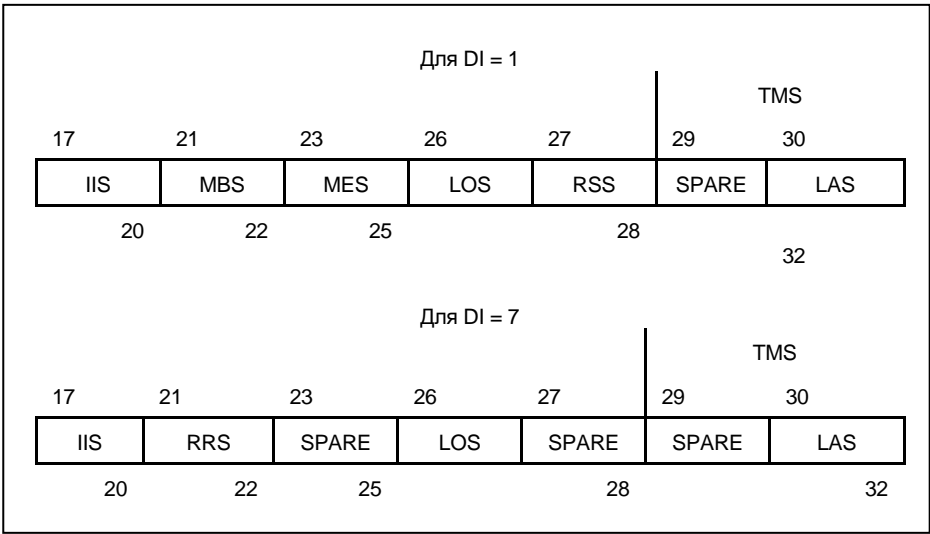 Для DI = 1
TMS
17 21 23 26 27 29 30
IIS MBS MES LOS RSS SPARE LAS
20 22 25 28
32
Для DI = 7
TMS
17 21 23 26 27 29 30
IIS RRS SPARE LOS SPARE SPARE LAS
20 22 25 28 32